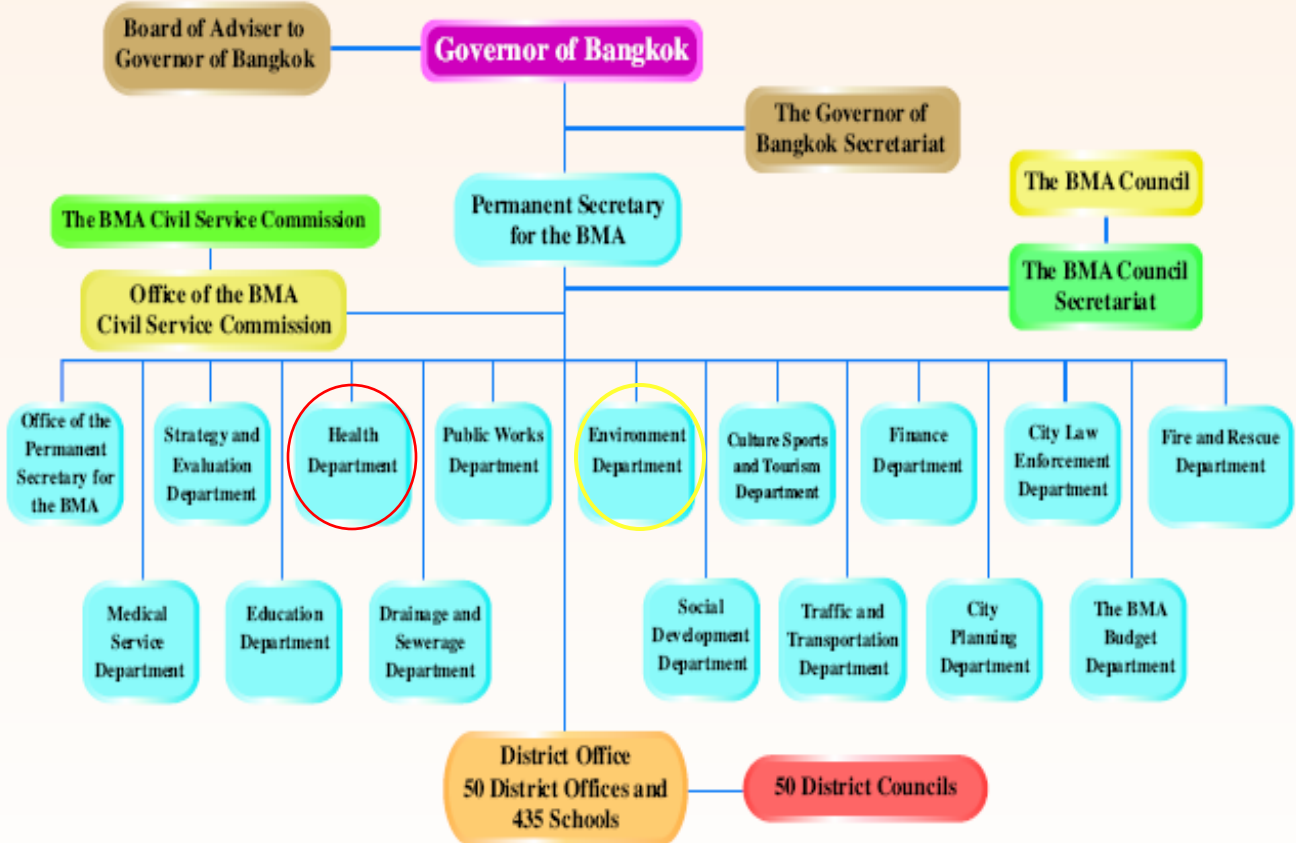 Board of Adviser to
Governor of Bangkok
Governor of Bangkok
The Governor of
Bangkok Secretariat
The BMA Council
Permanent Secretary
for the BMA
The BMA Civil Service Commission
The BMA Council
Secretariat
Office of the BMA
Civil Service Commission
Office of the
Permanent
Secretary for
the BMA
Strategy and
Evaluation
Department
Health
Department
Public Works
Department
Environment
Department
Culture Sports
and Tourism
Department
Finance
Department
City Law
Enforcement
Department
Fire and Rescue
Department
Medical
Service
Department
Education
Department
Drainage and
Sewerage
Department
Social
Development
Department
Traffic and
Transportation
Department
City
Planning
Department
The BMA
Budget
Department
District Office
50 District Offices and
435 Schools
50 District Councils